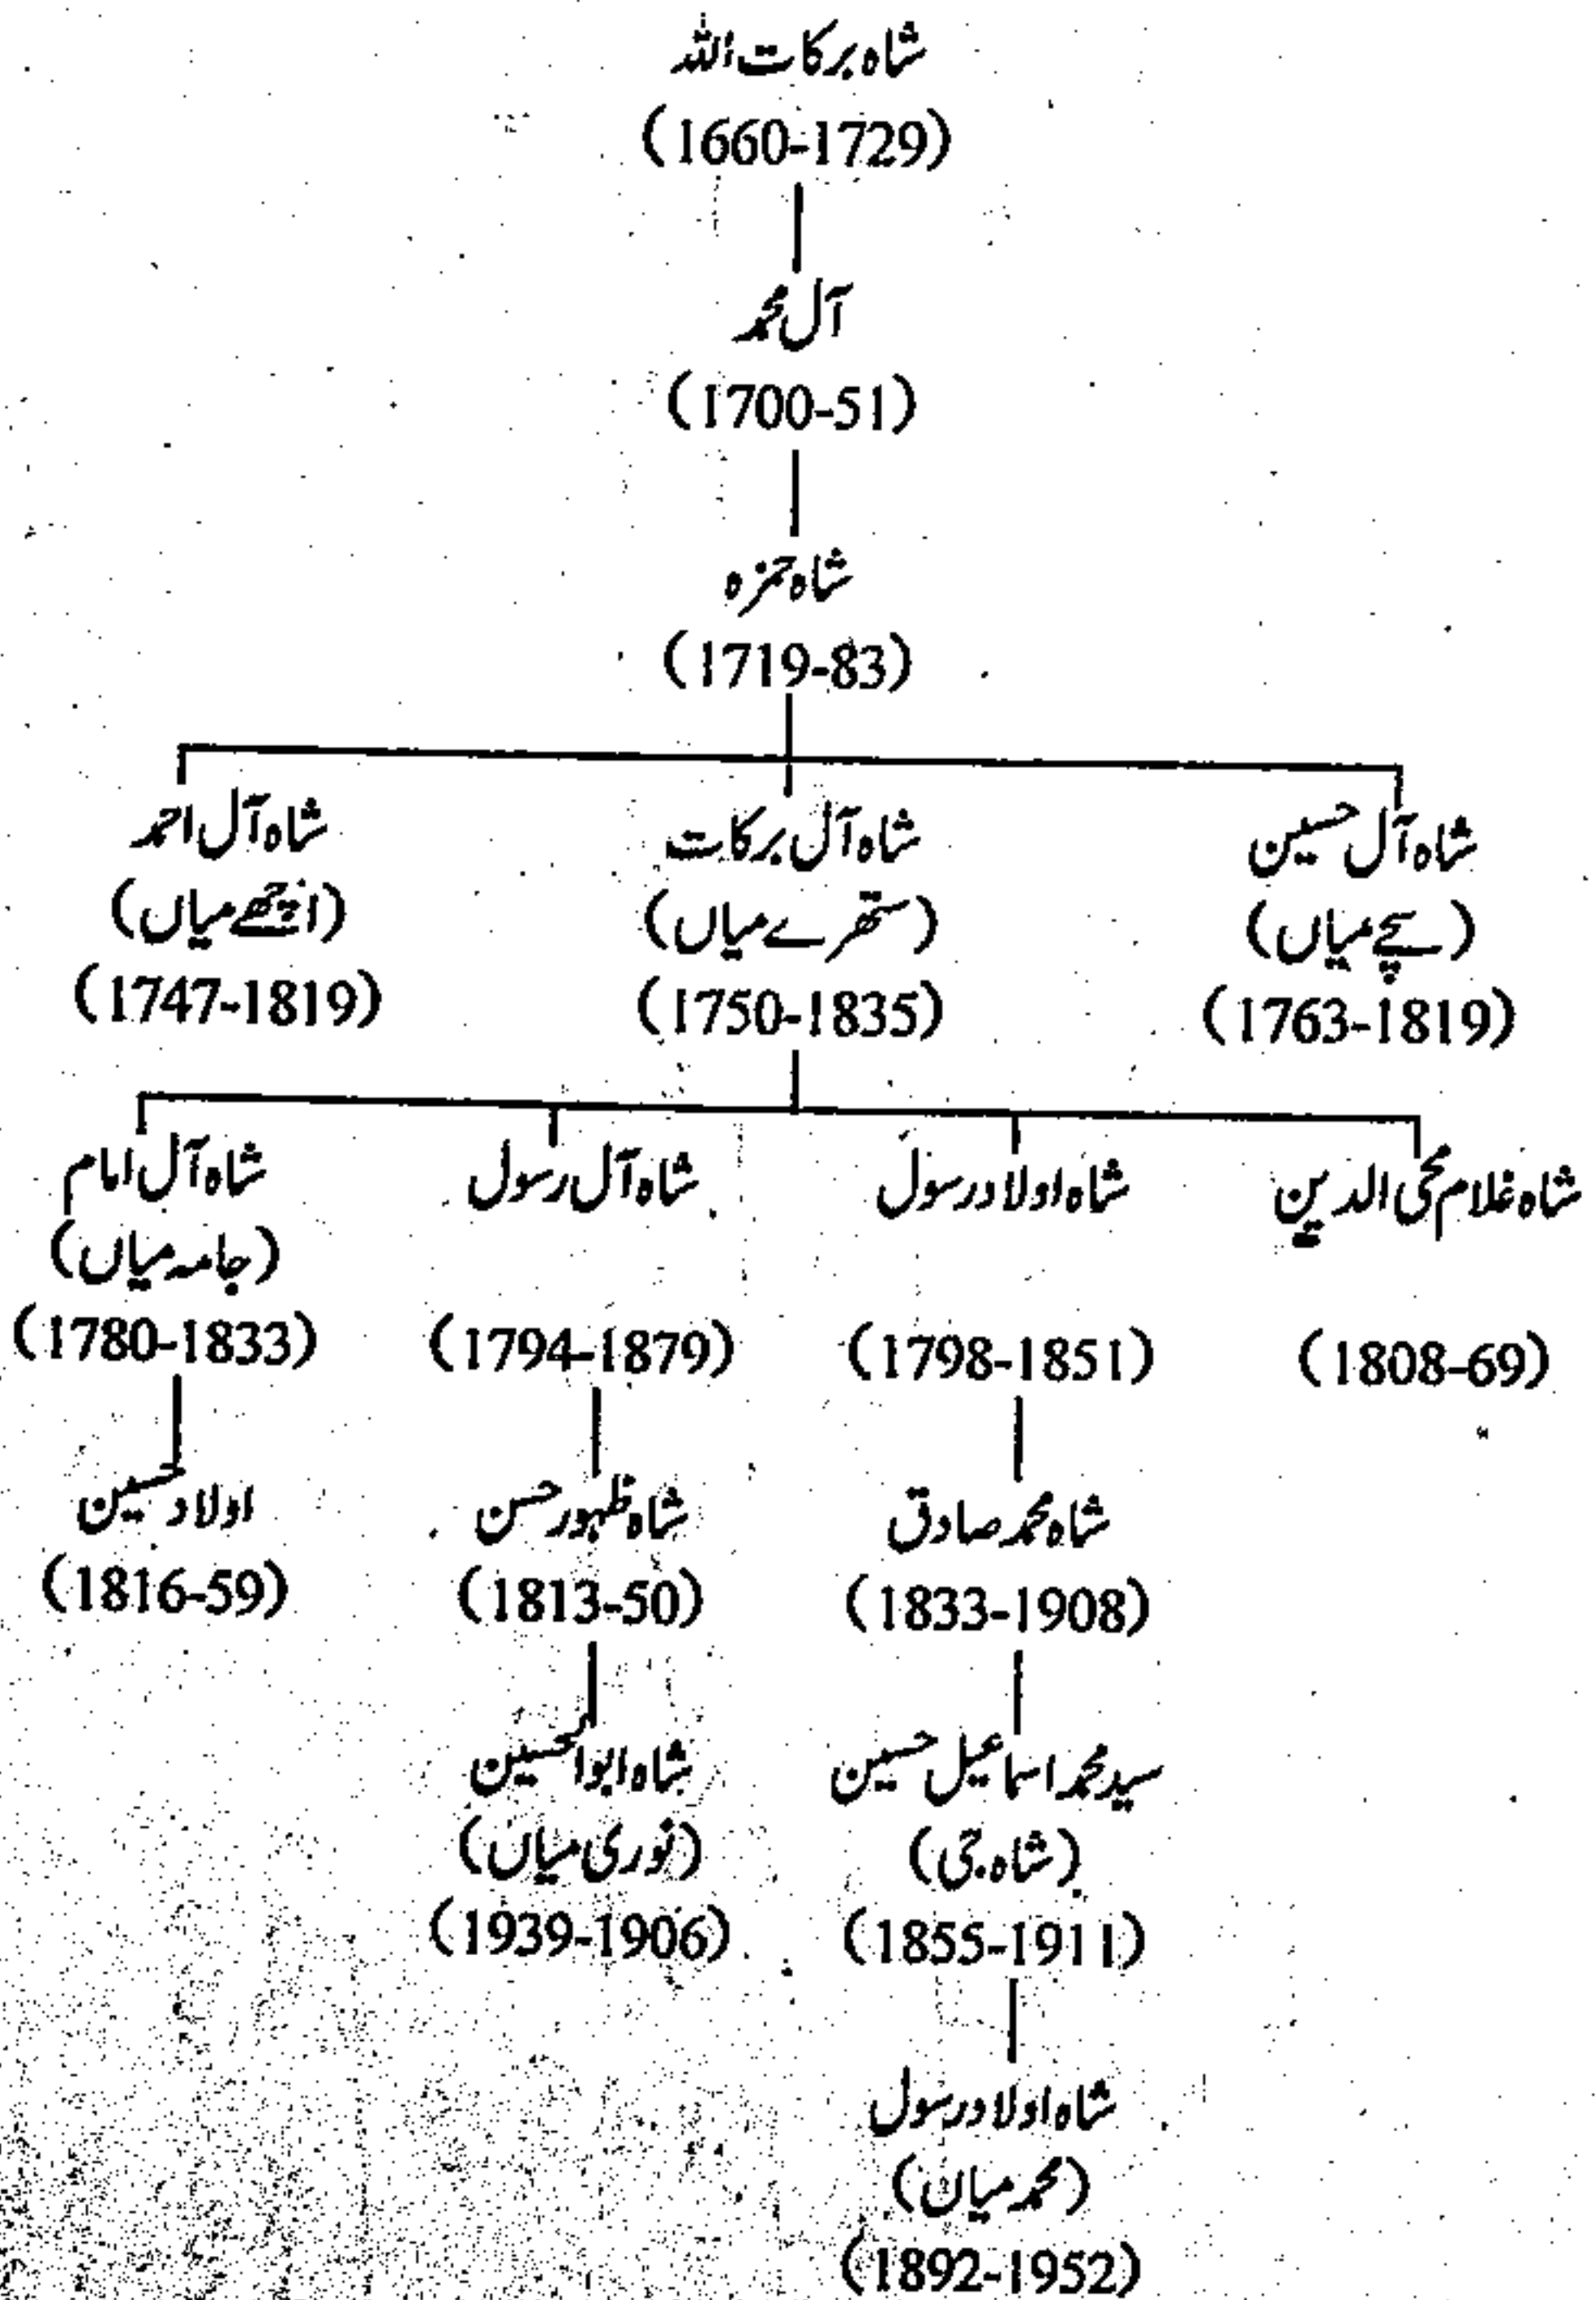 شاہ برکات اللہ
(1660-1729)
آل محمد
(1700-51)
شاہ حمزہ
(1719-83)
شاہ آل حسین
(سچے میاں)
(1763-1819)
شاہ آل برکات
(ستھرے میاں)
(1750-1835)
شاہ آل احمد
(اچھے میاں)
(1747-1819)
شاہ غلام محی الدین
(1808-69)
شاہ اولاد رسول
(1798-1851)
شاہ آل رسول
(1794-1879)
شاہ آل امام
(جامہ میاں)
(1780-1833)
شاہ محمد صادق
(1833-1908)
شاہ ظہور حسن
(1813-50)
اولاد حسین
(1816-59)
سید محمد اسماعیل حسین
(شاہ جی)
(1855-1911)
شاہ ابوالحسین
(نوری میاں)
(1939-1906)
شاہ اولاد رسول
(محمد میاں)
(1892-1952)